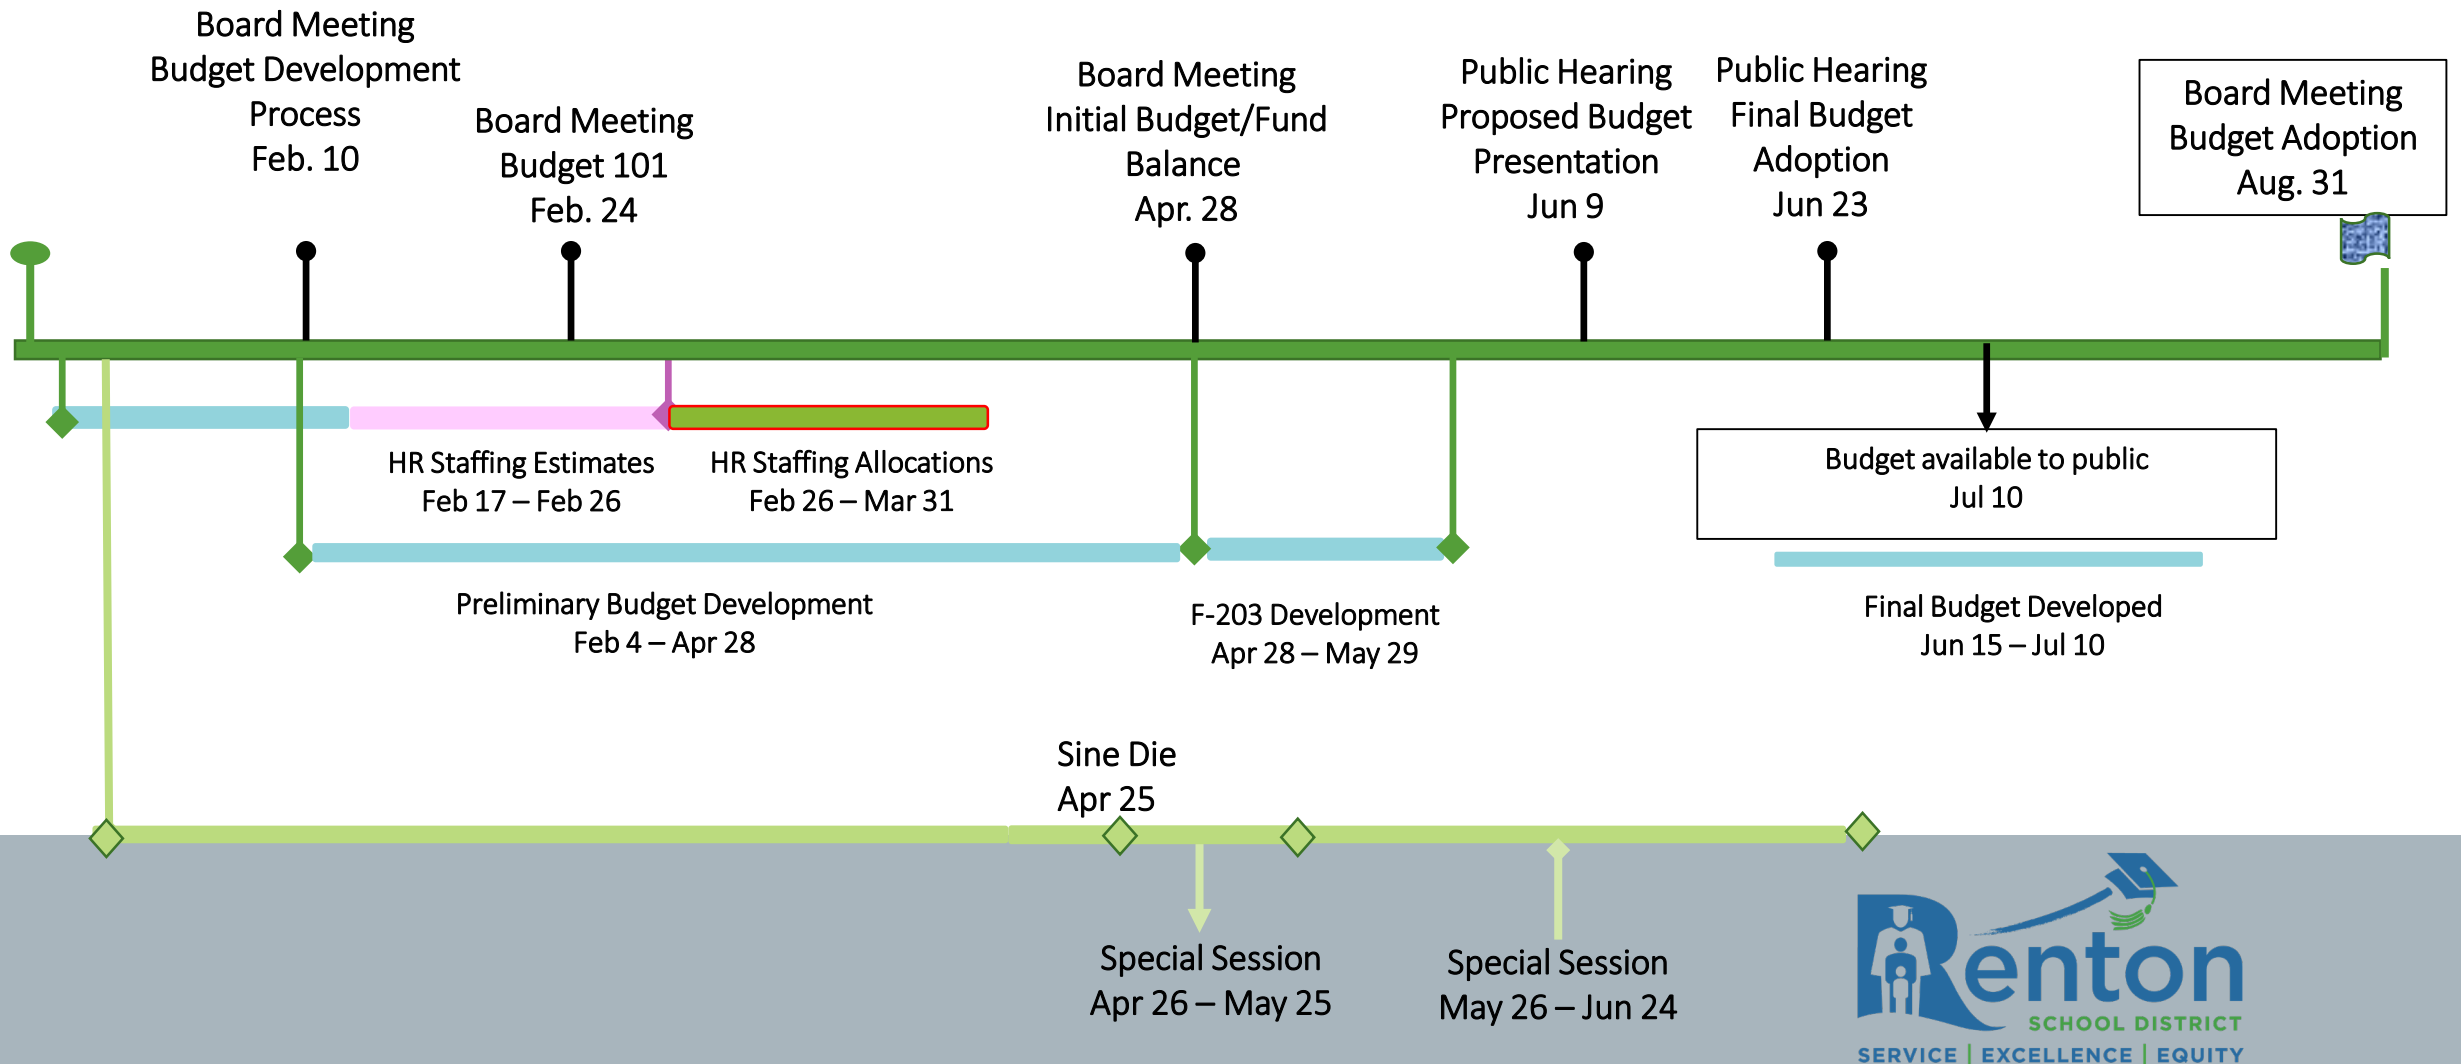 Board Meeting
Budget Development
Process
Feb. 10
Board Meeting
Budget 101
Feb. 24
Board Meeting
Initial Budget/Fund
Balance
Apr. 28
Public Hearing
Proposed Budget
Presentation
Jun 9
Public Hearing
Final Budget
Adoption
Jun 23
Board Meeting
Budget Adoption
Aug. 31
HR Staffing Estimates
Feb 17 – Feb 26
HR Staffing Allocations
Feb 26 – Mar 31
Budget available to public
Jul 10
Preliminary Budget Development
Feb 4 – Apr 28
F-203 Development
Apr 28 – May 29
Final Budget Developed
Jun 15 – Jul 10
Sine Die
Apr 25
Special Session
Apr 26 – May 25
Special Session
May 26 – Jun 24
Renton
SCHOOL DISTRICT
SERVICE | EXCELLENCE | EQUITY